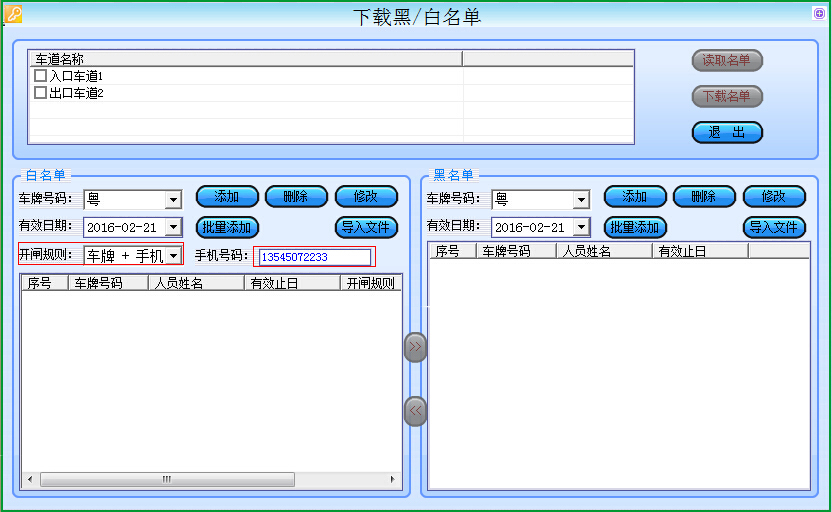 下载黑/白名单
车道名称
入口车道1
出口车道2
读取名单
下载名单
退 出
白名单
车牌号码： 粤 添加 删除 修改
有效日期： 2016-02-21 批量添加 导入文件
开闸规则： 车牌 + 手机 手机号码： 13545072233
序号 车牌号码 人员姓名 有效止日 开闸规则
>>
<<
黑名单
车牌号码： 粤 添加 删除 修改
有效日期： 2016-02-21 批量添加 导入文件
序号 车牌号码 人员姓名 有效止日